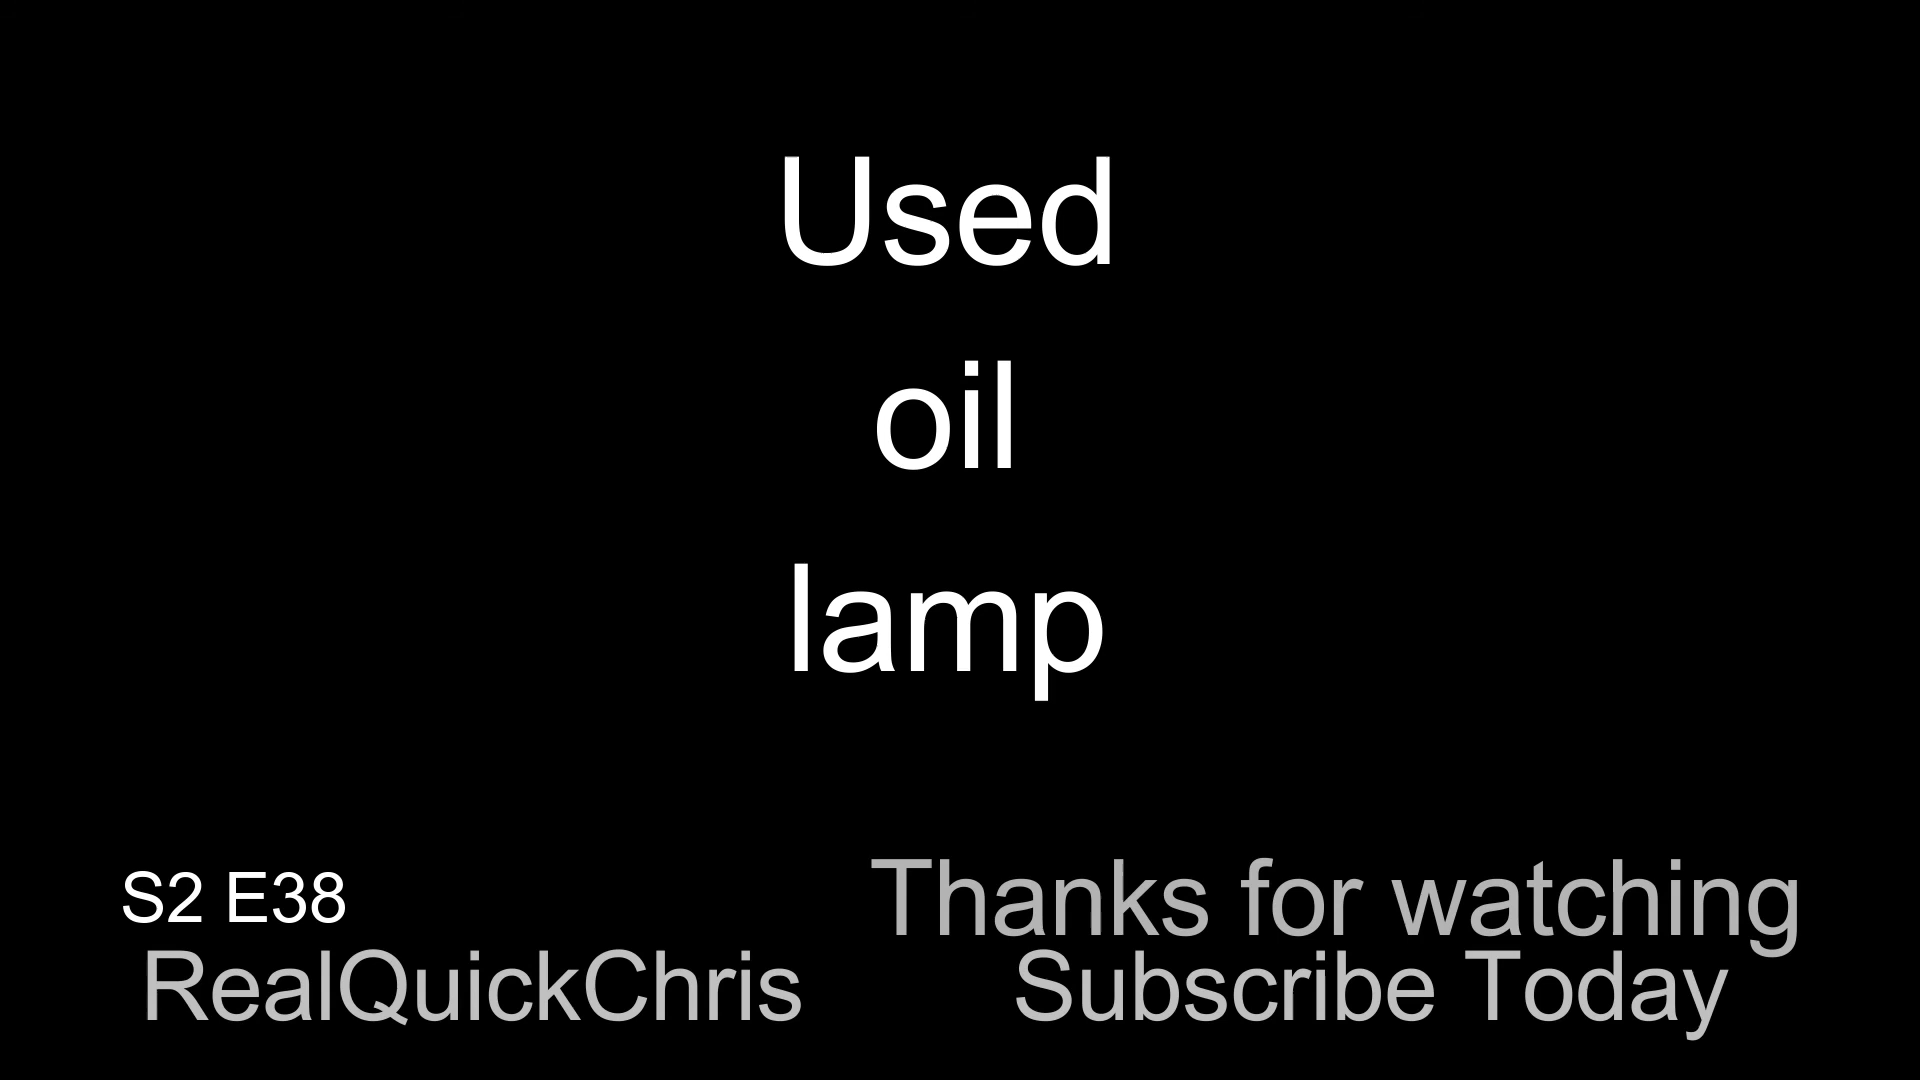 Used
oil
lamp
S2 E38
RealQuickChris
Thanks for watching
Subscribe Today